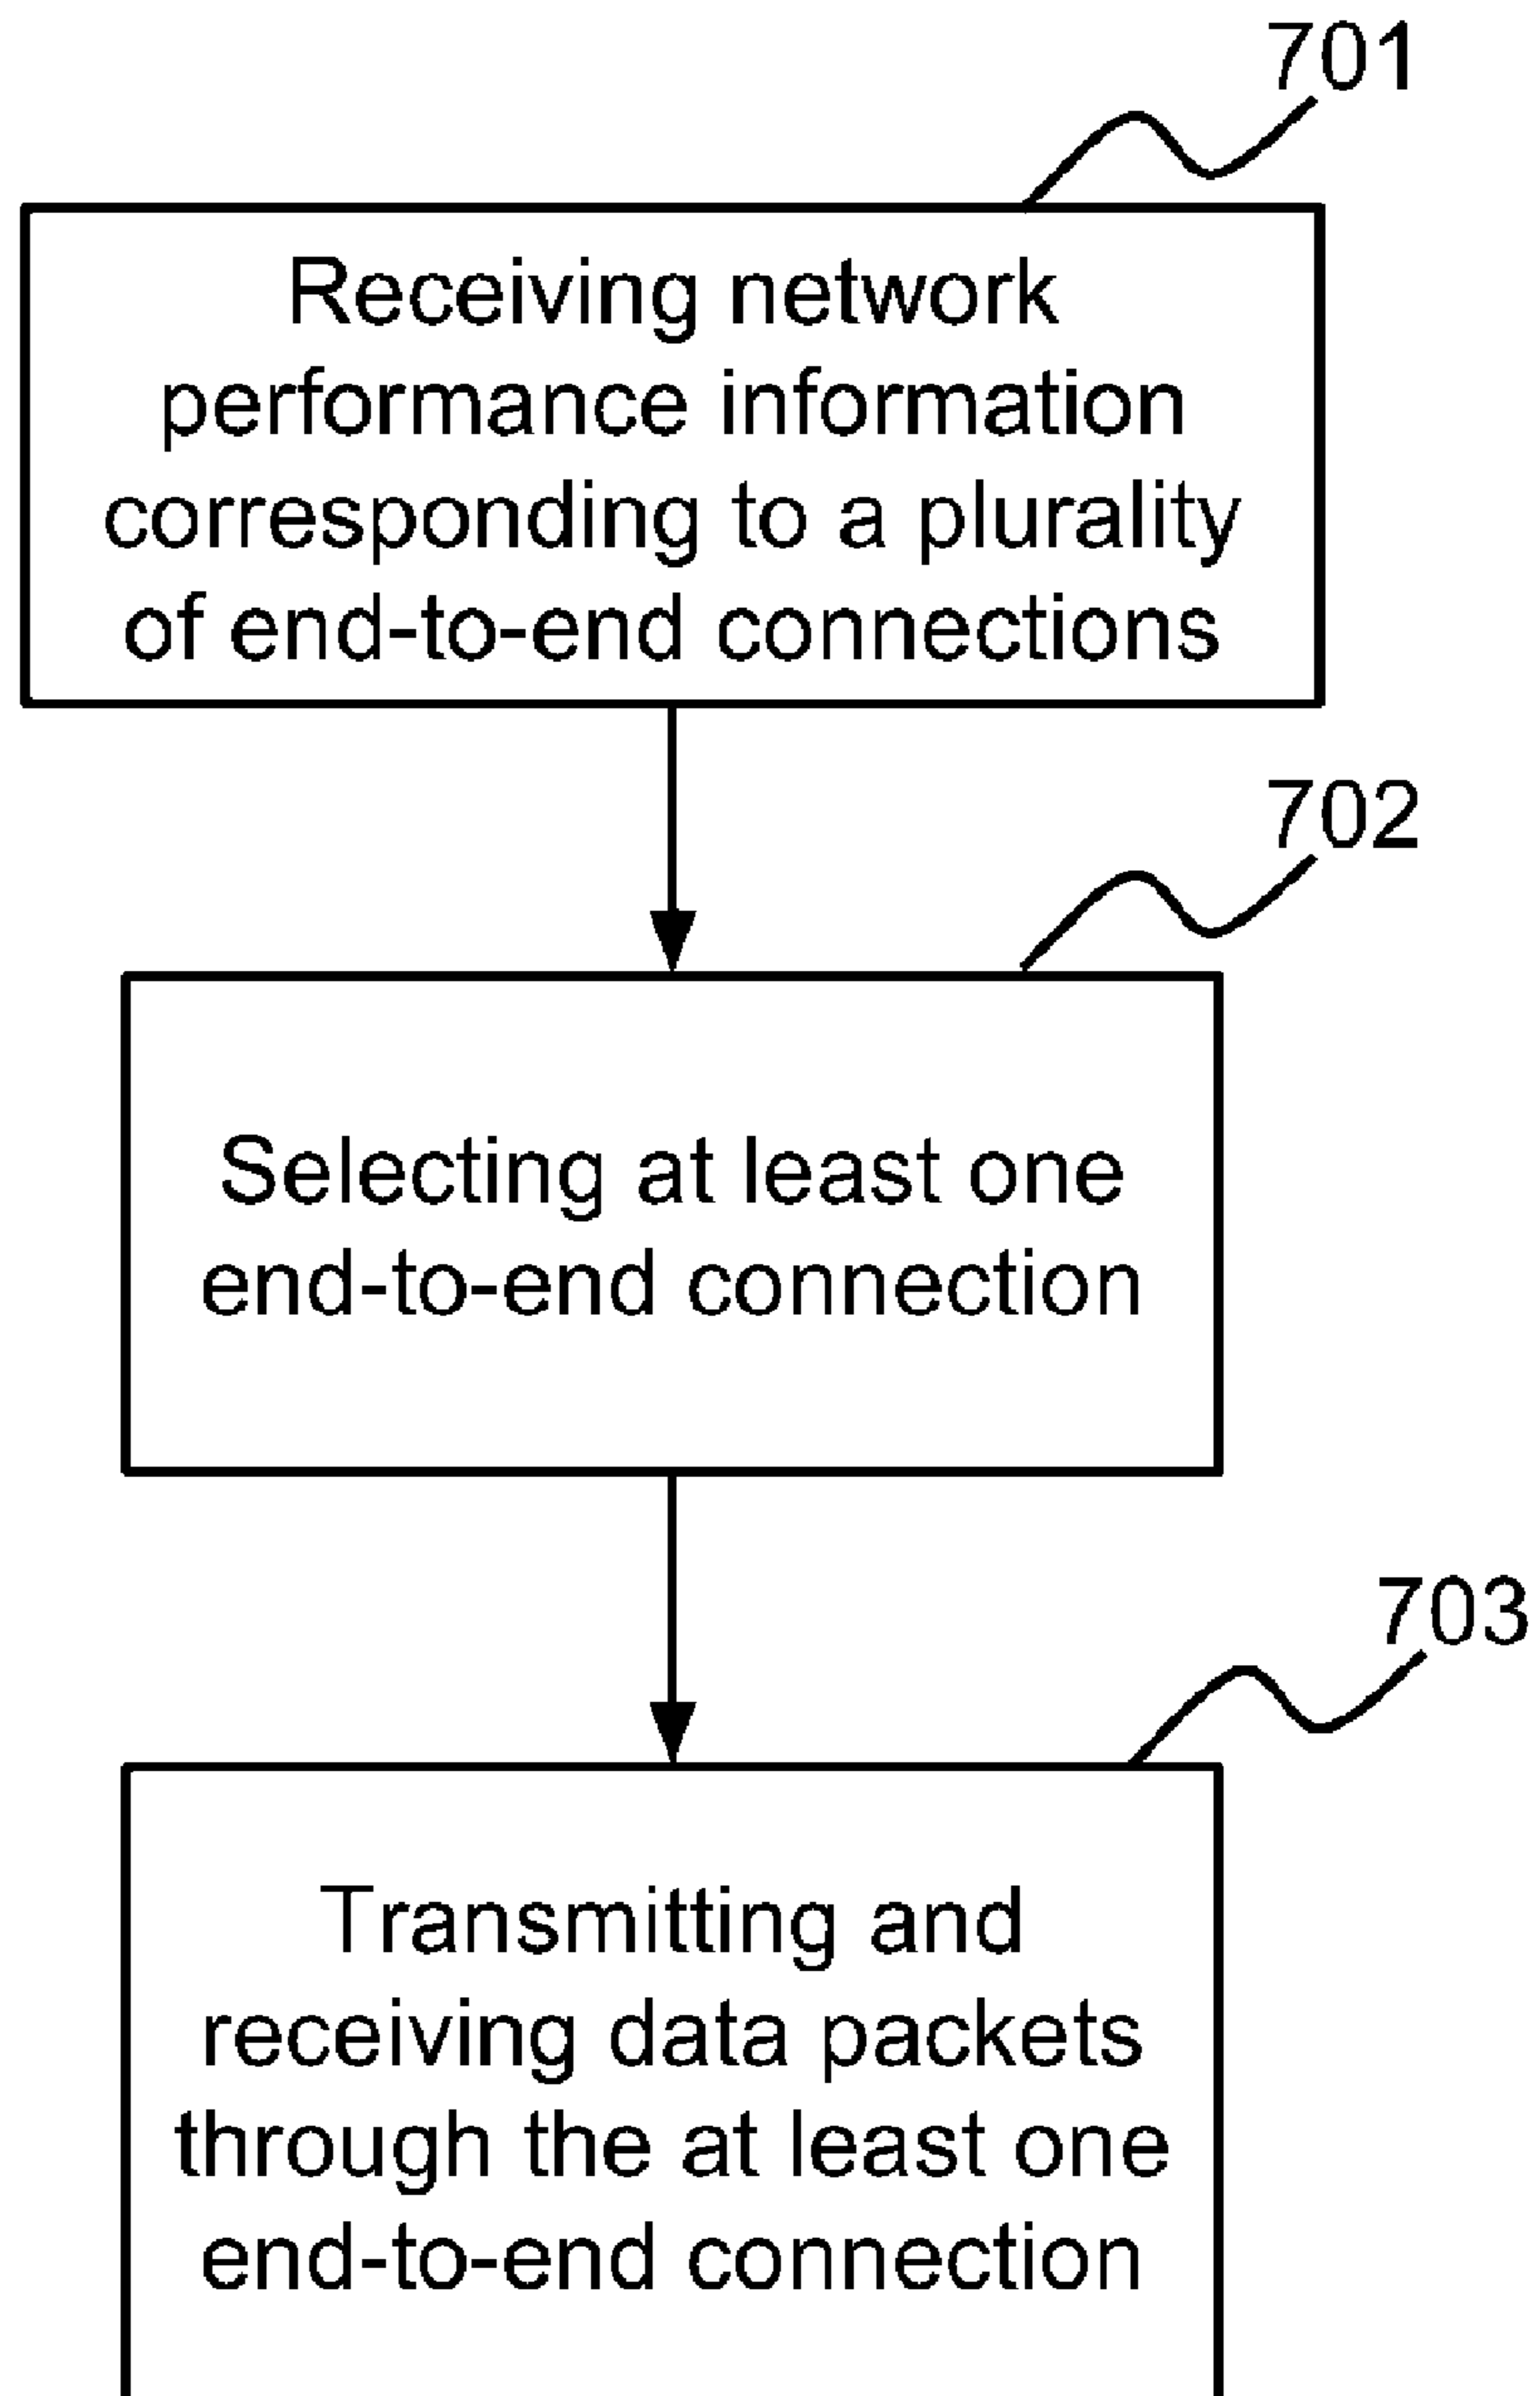 701
Receiving network
performance information
corresponding to a plurality
of end-to-end connections
702
Selecting at least one
end-to-end connection
703
Transmitting and
receiving data packets
through the at least one
end-to-end connection